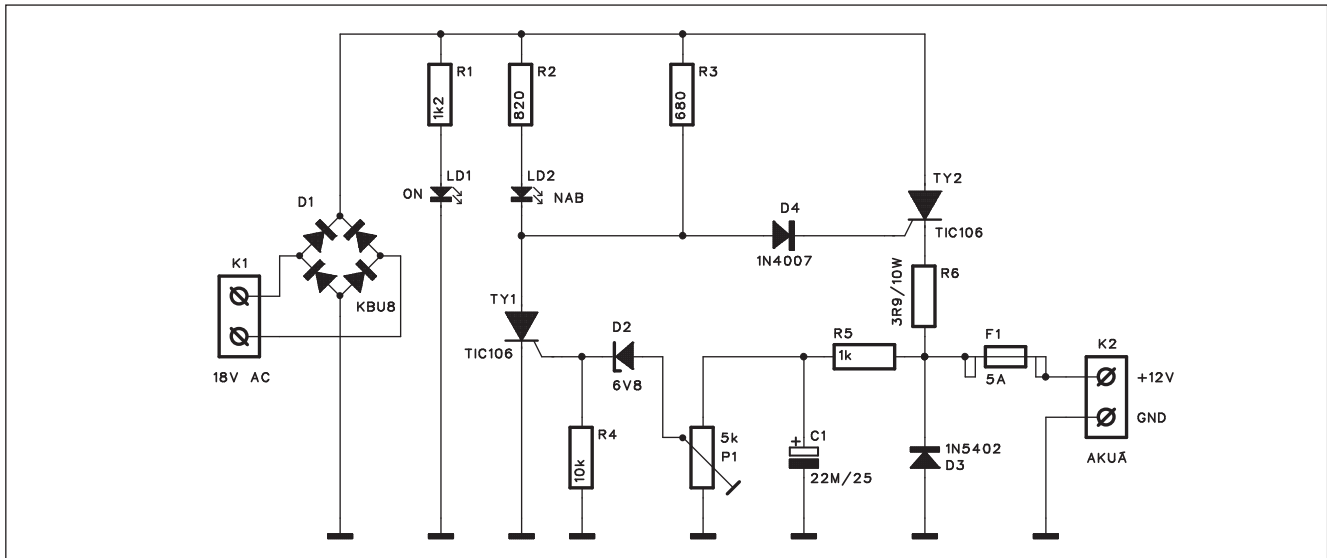 R1
1k2
R2
820
R3
680
LD1
ON
LD2
NAB
TY2
TIC106
D1
D4
1N4007
K1
KBU8
18V AC
TY1
TIC106
D2
6V8
R6
3R9/10W
R5
1k
F1
5A
K2
+12V
GND
AKUÃ
R4
10k
5k
P1
C1
+
22M/25
1N5402
D3